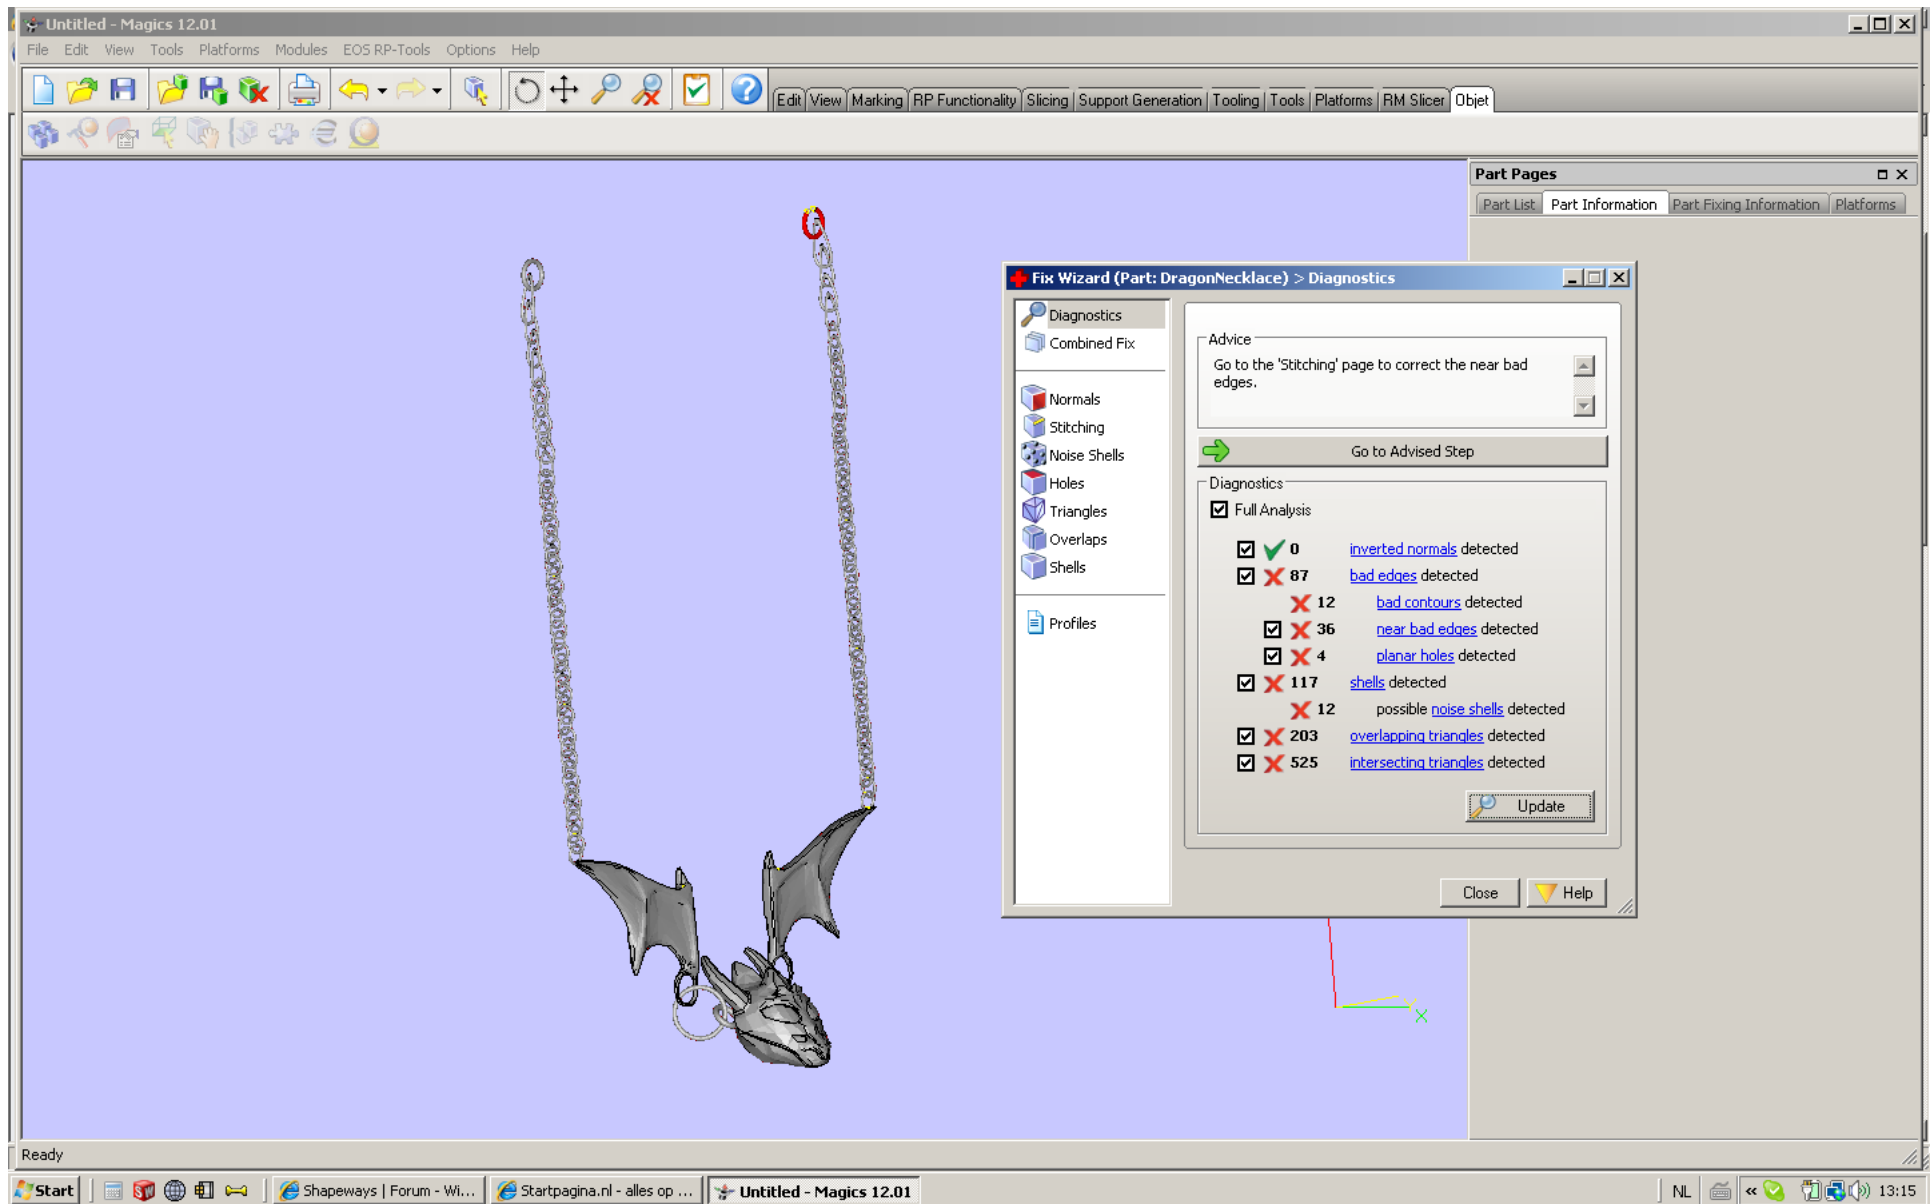 Untitled - Magics 12.01
File Edit View Tools Platforms Modules EOS RP-Tools Options Help
Edit View Marking RP Functionality Slicing Support Generation Tooling Tools Platforms RM Slicer Objet
Part Pages
Part List Part Information Part Fixing Information Platforms
Fix Wizard (Part: DragonNecklace) > Diagnostics
Diagnostics
Combined Fix
Normals
Stitching
Noise Shells
Holes
Triangles
Overlaps
Shells
Profiles
Advice
Go to the 'Stitching' page to correct the near bad
edges.
Go to Advised Step
Diagnostics
Full Analysis
0 inverted normals detected
87 bad edges detected
12 bad contours detected
36 near bad edges detected
4 planar holes detected
117 shells detected
12 possible noise shells detected
203 overlapping triangles detected
525 intersecting triangles detected
Update
Close Help
Y
X
Ready
Start Shapeways | Forum - Wi... Startpagina.nl - alles op ... Untitled - Magics 12.01 NL « 13:15